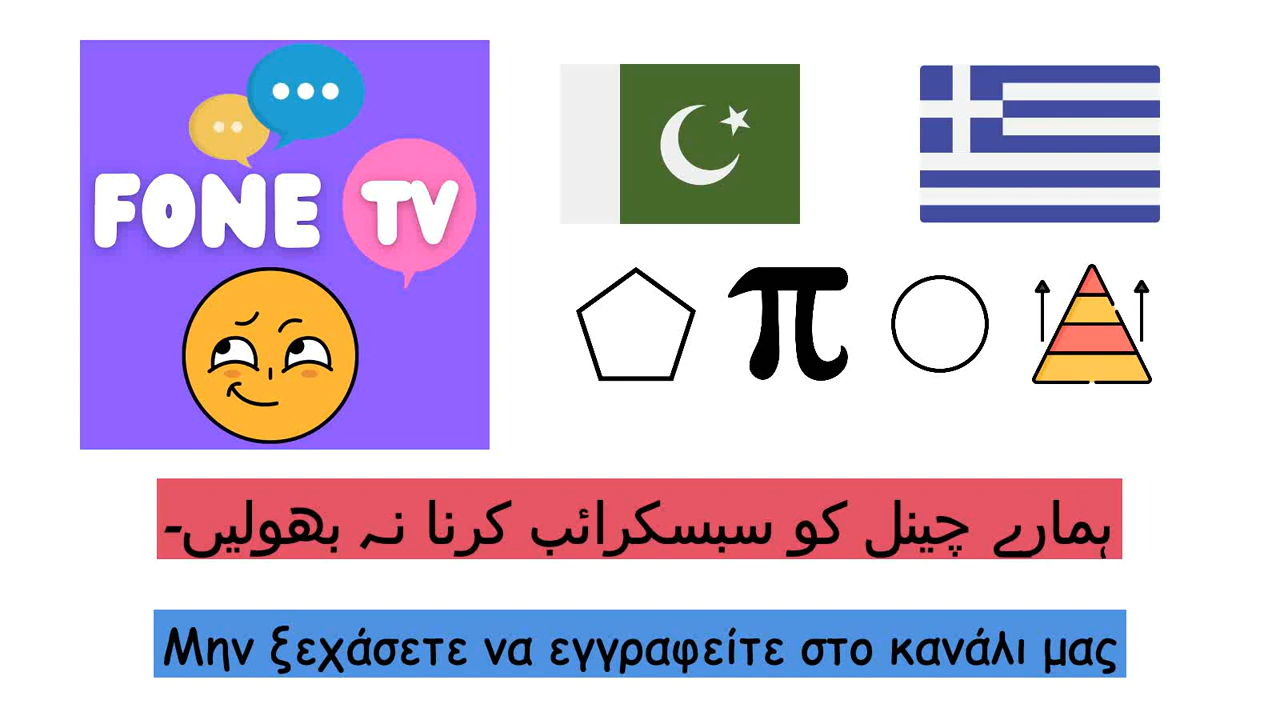 FONE TV
π
ہمارے چینل کو سبسکرائب کرنا نہ بھولیں۔
Μην ξεχάσετε να εγγραφείτε στο κανάλι μας